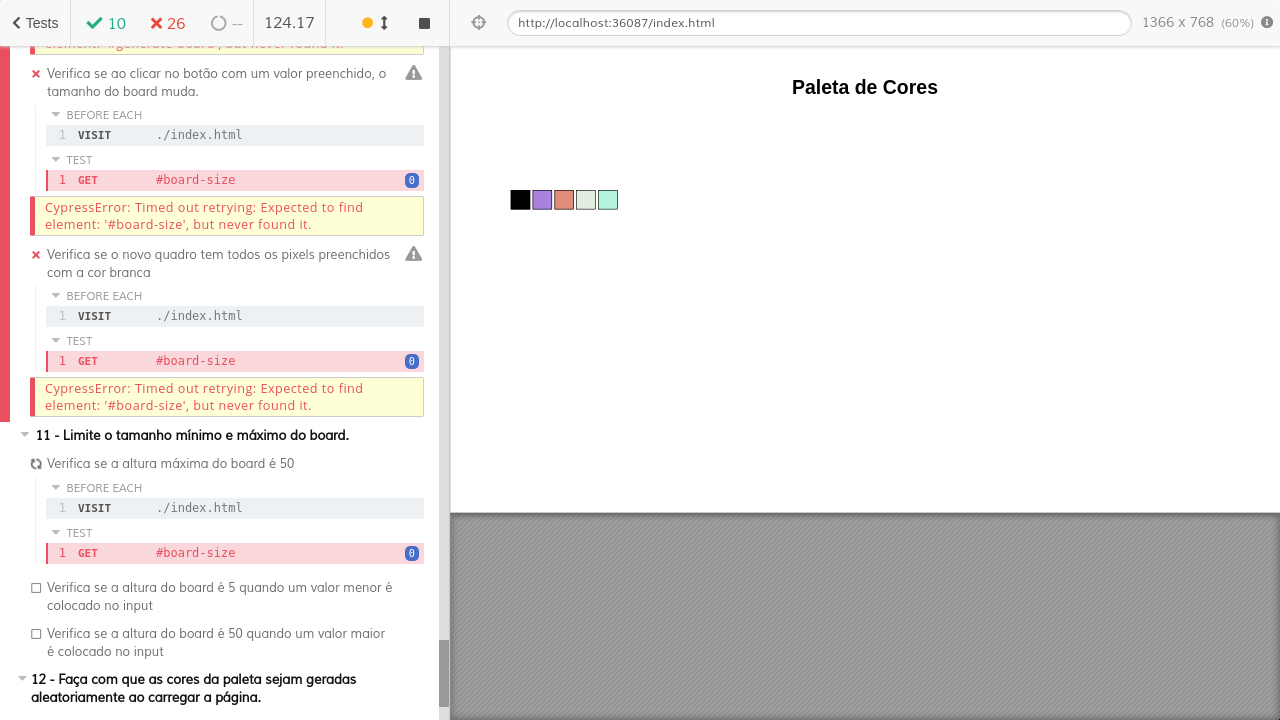 Tests
10
26
--
124.17
http://localhost:36087/index.html
1366 x 768 (60%)
element: '#generate-board', but never found it.
Verifica se ao clicar no botão com um valor preenchido, o
tamanho do board muda.
BEFORE EACH
1 VISIT ./index.html
TEST
1 GET #board-size 0
CypressError: Timed out retrying: Expected to find
element: '#board-size', but never found it.
Verifica se o novo quadro tem todos os pixels preenchidos
com a cor branca
BEFORE EACH
1 VISIT ./index.html
TEST
1 GET #board-size 0
CypressError: Timed out retrying: Expected to find
element: '#board-size', but never found it.
11 - Limite o tamanho mínimo e máximo do board.
Verifica se a altura máxima do board é 50
BEFORE EACH
1 VISIT ./index.html
TEST
1 GET #board-size 0
Verifica se a altura do board é 5 quando um valor menor é
colocado no input
Verifica se a altura do board é 50 quando um valor maior
é colocado no input
12 - Faça com que as cores da paleta sejam geradas
aleatoriamente ao carregar a página.
Paleta de Cores